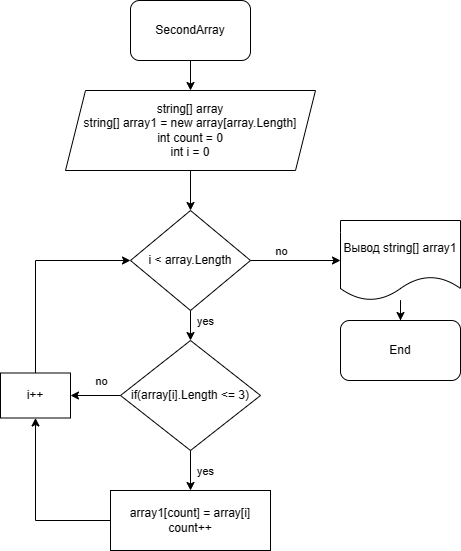 SecondArray
string[] array
string[] array1 = new array[array.Length]
int count = 0
int i = 0
i < array.Length
no
Вывод string[] array1
yes
End
i++
no
if(array[i].Length <= 3)
yes
array1[count] = array[i]
count++